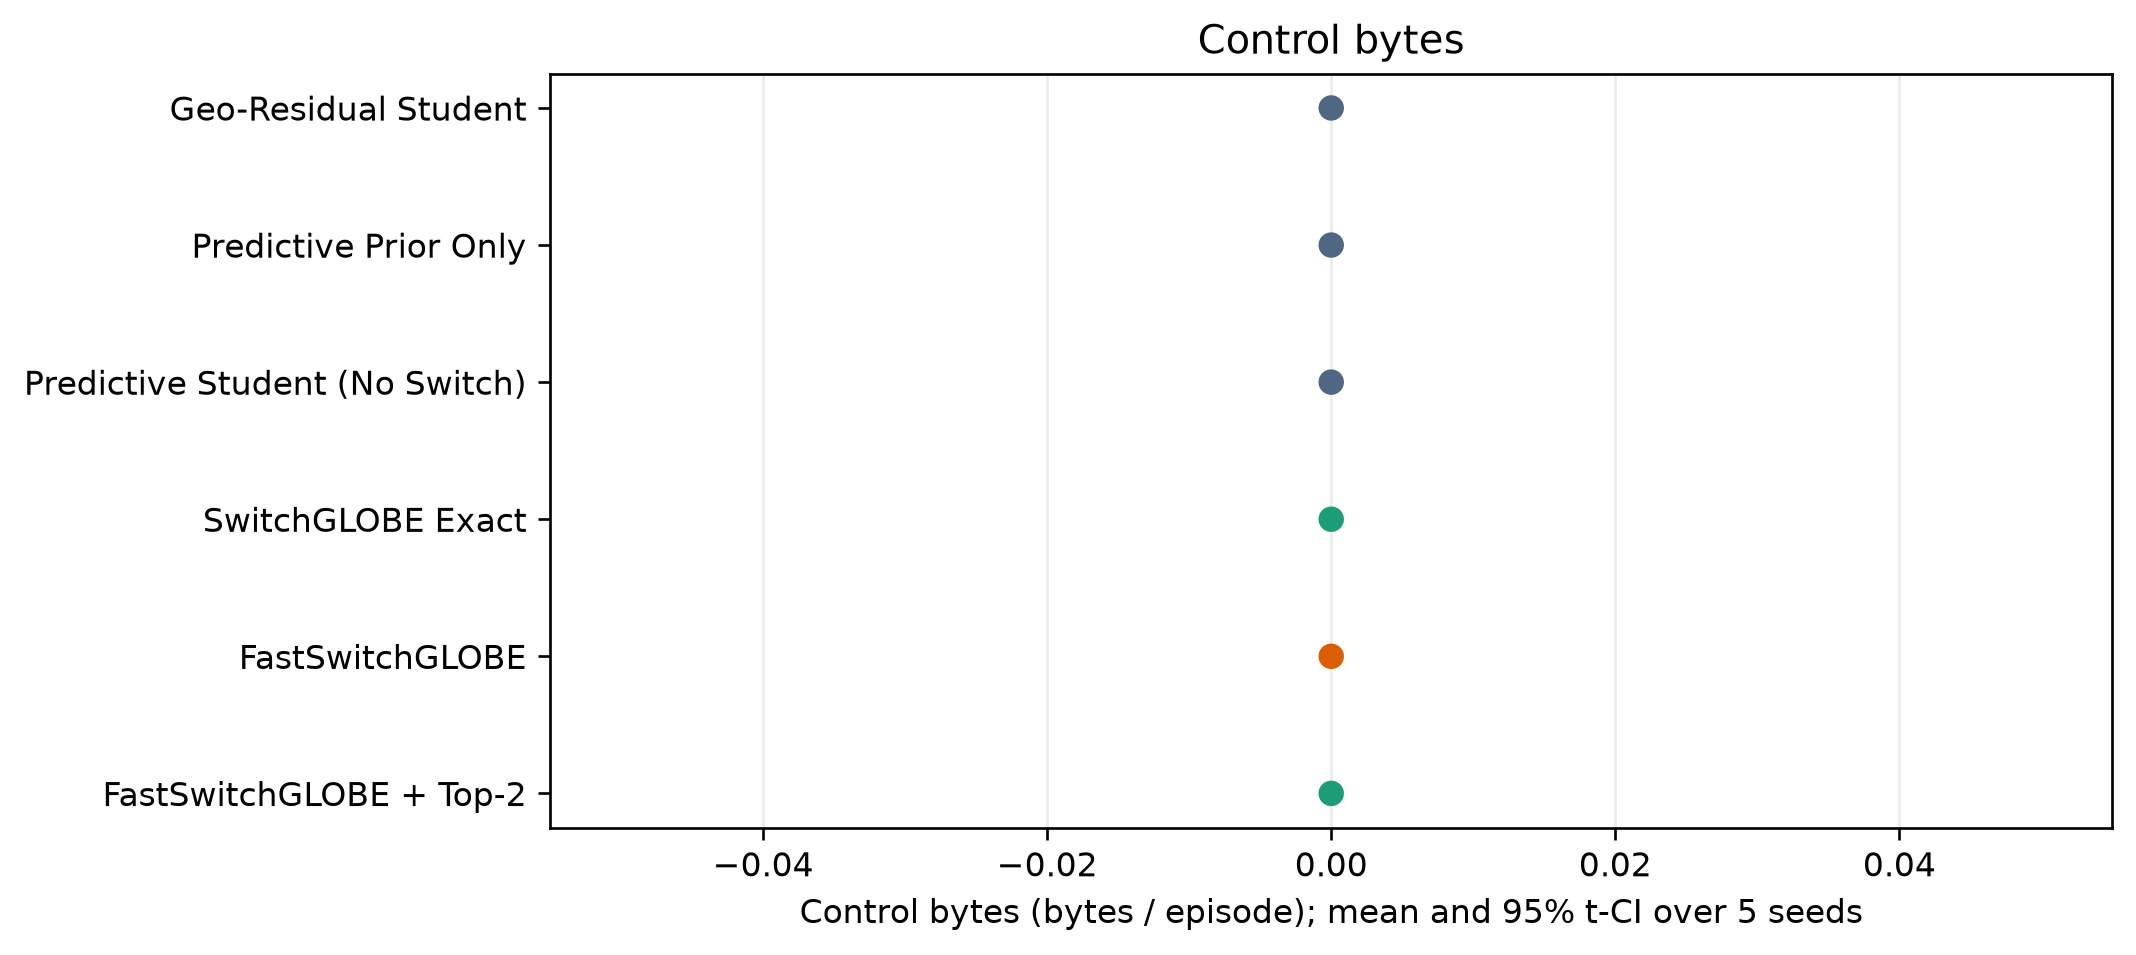 Control bytes
Geo-Residual Student
Predictive Prior Only
Predictive Student (No Switch)
SwitchGLOBE Exact
FastSwitchGLOBE
FastSwitchGLOBE + Top-2
−0.04 −0.02 0.00 0.02 0.04
Control bytes (bytes / episode); mean and 95% t-CI over 5 seeds